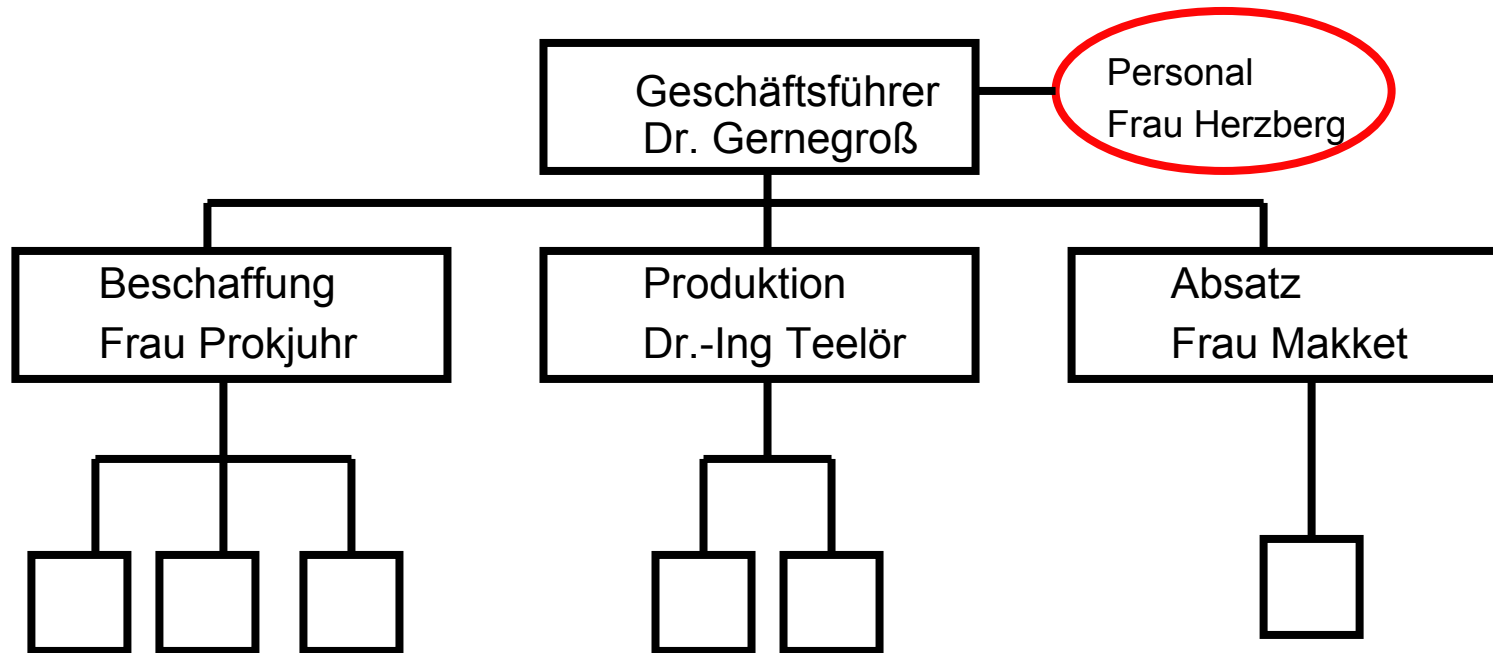 Geschäftsführer
Dr. Gernegroß
Personal
Frau Herzberg
Beschaffung
Frau Prokjuhr
Produktion
Dr.-Ing Teelör
Absatz
Frau Makket